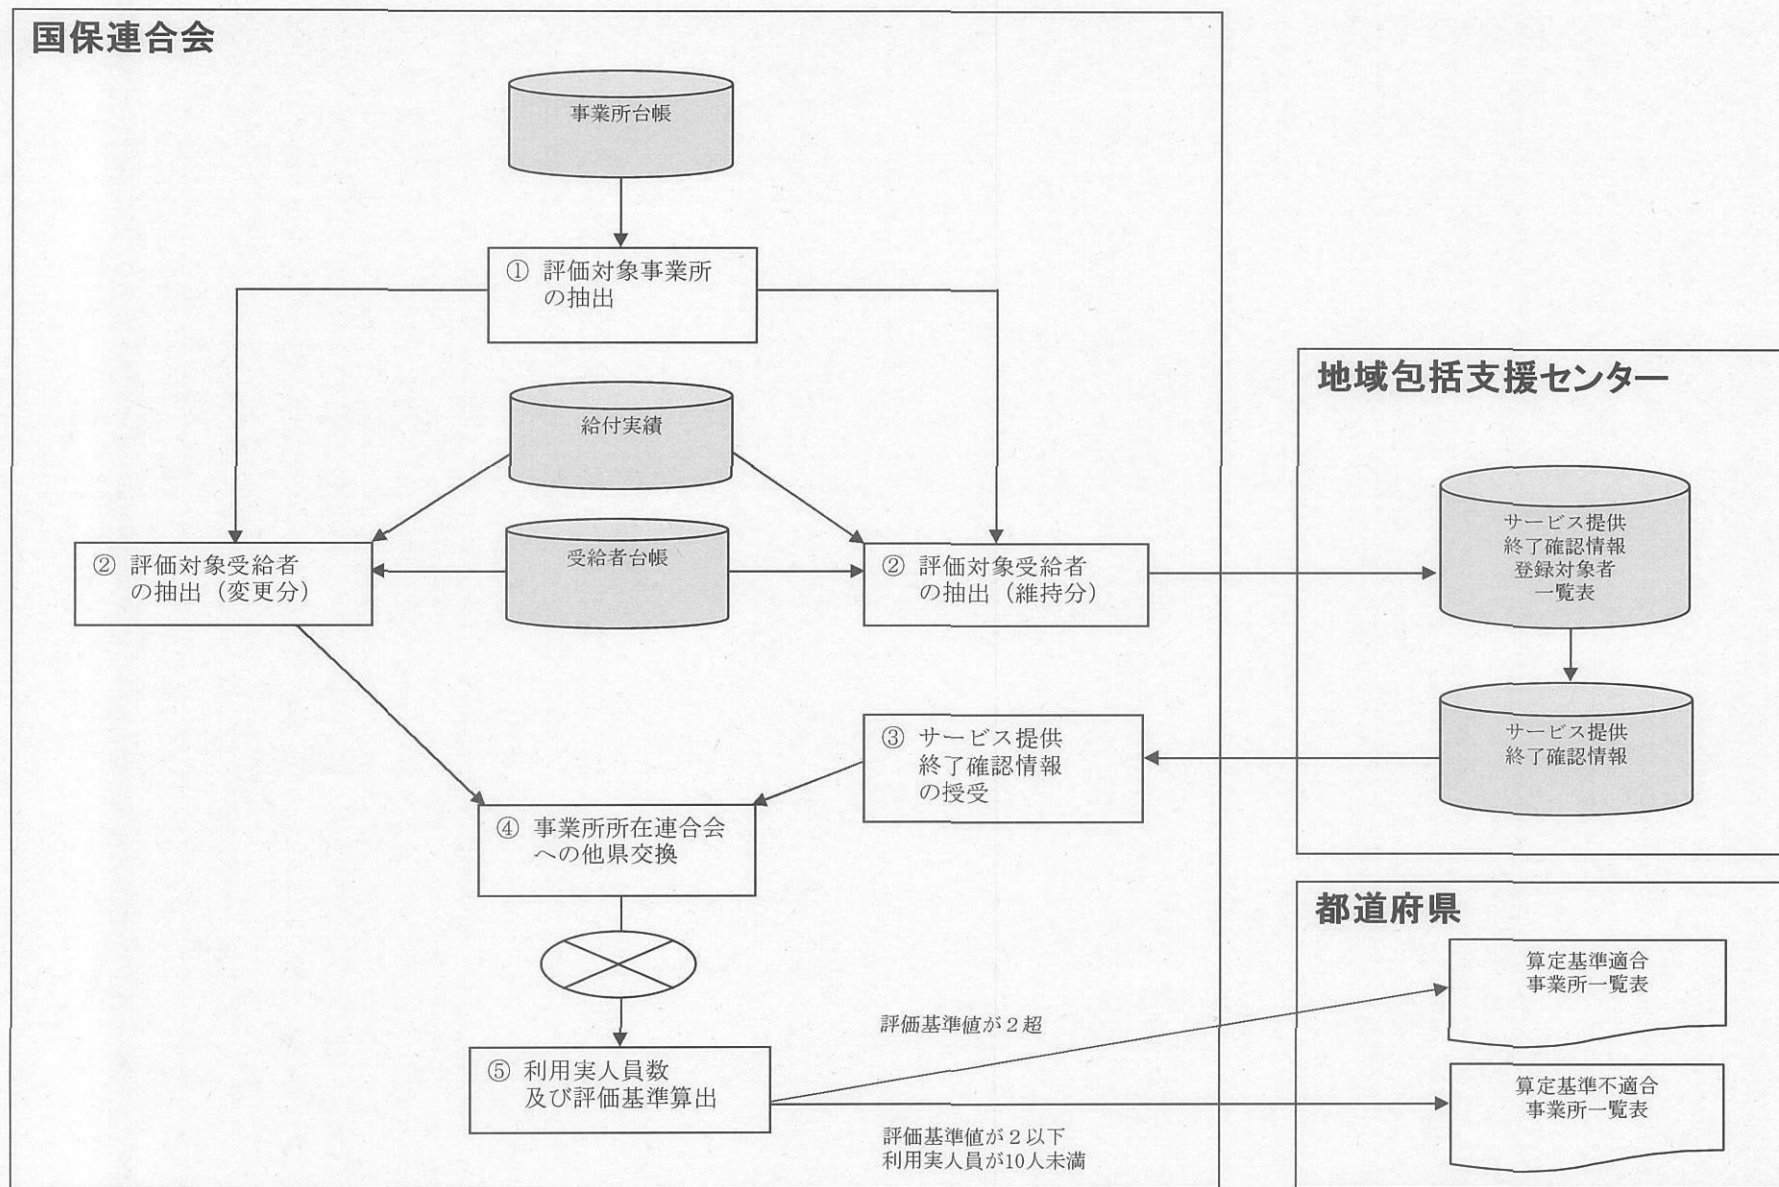 国保連合会
事業所台帳
① 評価対象事業所
の抽出
給付実績
受給者台帳
② 評価対象受給者
の抽出（変更分）
② 評価対象受給者
の抽出（維持分）
③ サービス提供
終了確認情報
の授受
④ 事業所所在連合会
への他県交換
⑤ 利用実人員数
及び評価基準算出
評価基準値が２超
評価基準値が２以下
利用実人員が10人未満
地域包括支援センター
サービス提供
終了確認情報
登録対象者
一覧表
サービス提供
終了確認情報
都道府県
算定基準適合
事業所一覧表
算定基準不適合
事業所一覧表